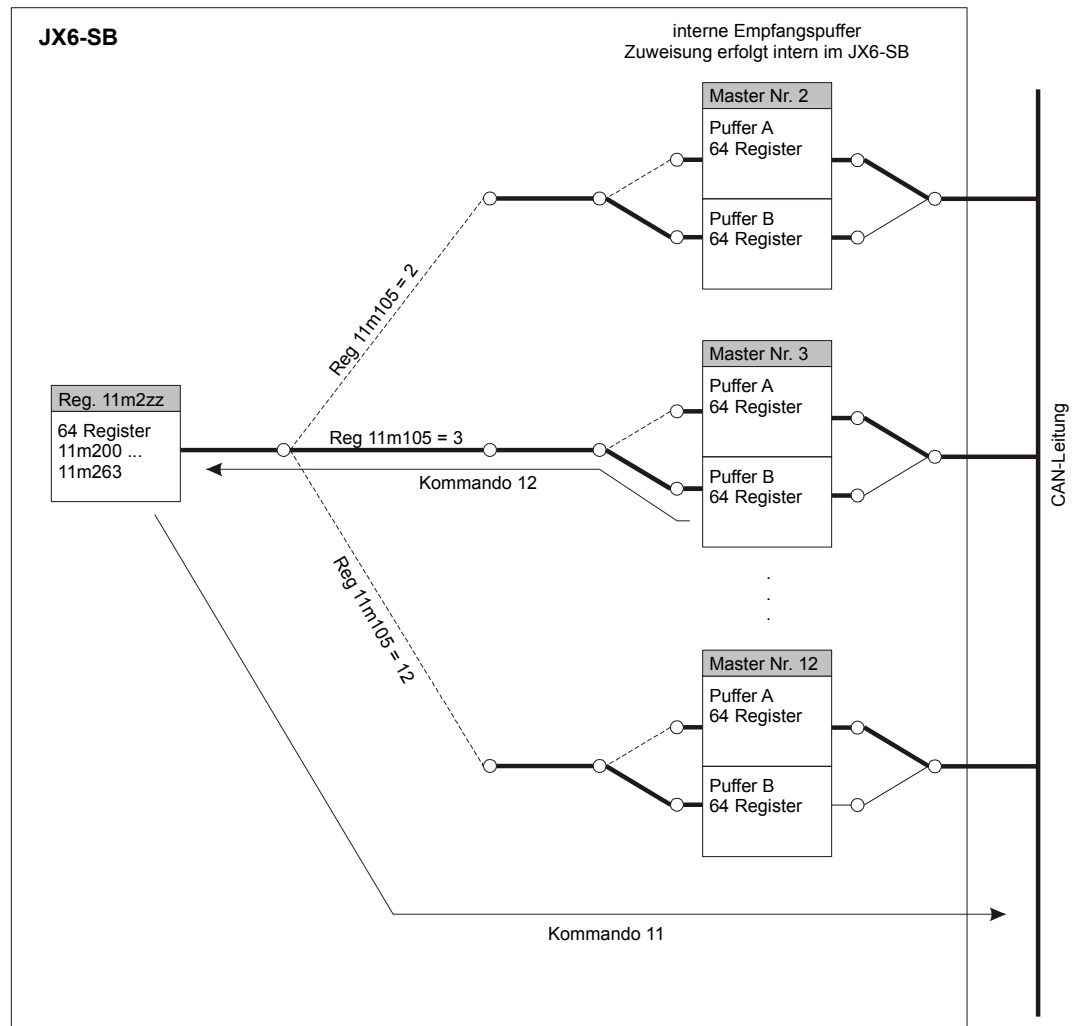 JX6-SB
interne Empfangspuffer
Zuweisung erfolgt intern im JX6-SB
Master Nr. 2
Puffer A
64 Register
Puffer B
64 Register
Reg 11m105 = 2
Master Nr. 3
Puffer A
64 Register
Puffer B
64 Register
Reg. 11m2zz
64 Register
11m200 ...
11m263
Reg 11m105 = 3
Kommando 12
CAN-Leitung
Reg 11m105 = 12
.
.
.
Master Nr. 12
Puffer A
64 Register
Puffer B
64 Register
Kommando 11